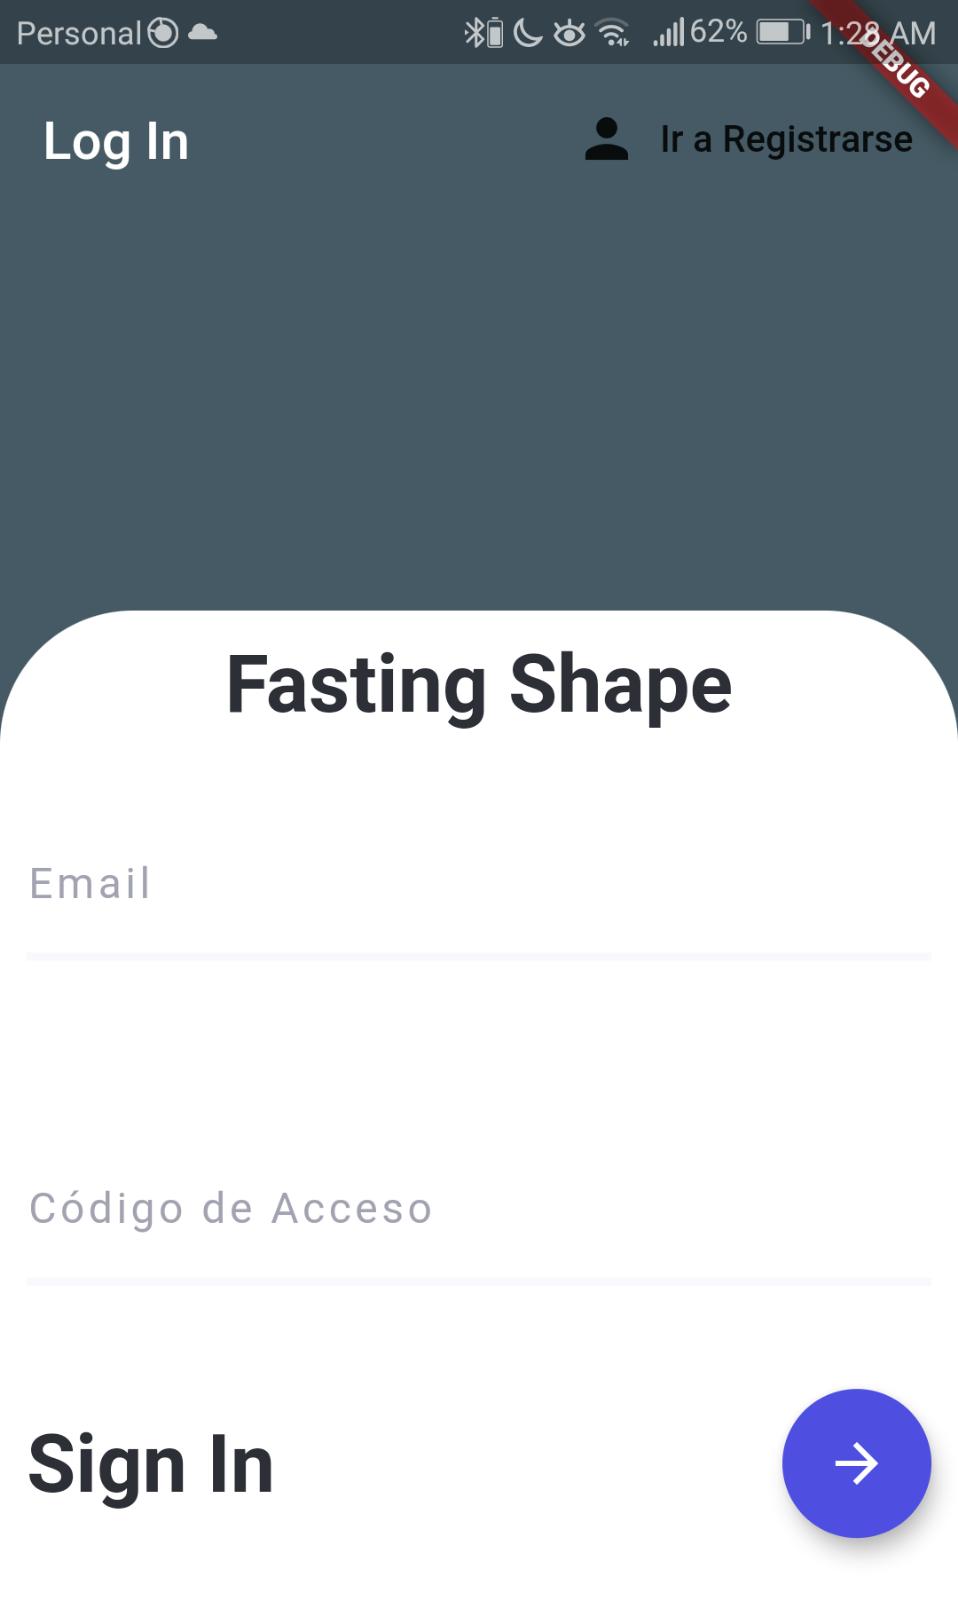 Personal 62% 1:28 AM
DEBUG
Log In Ir a Registrarse
Fasting Shape
Email
Código de Acceso
Sign In